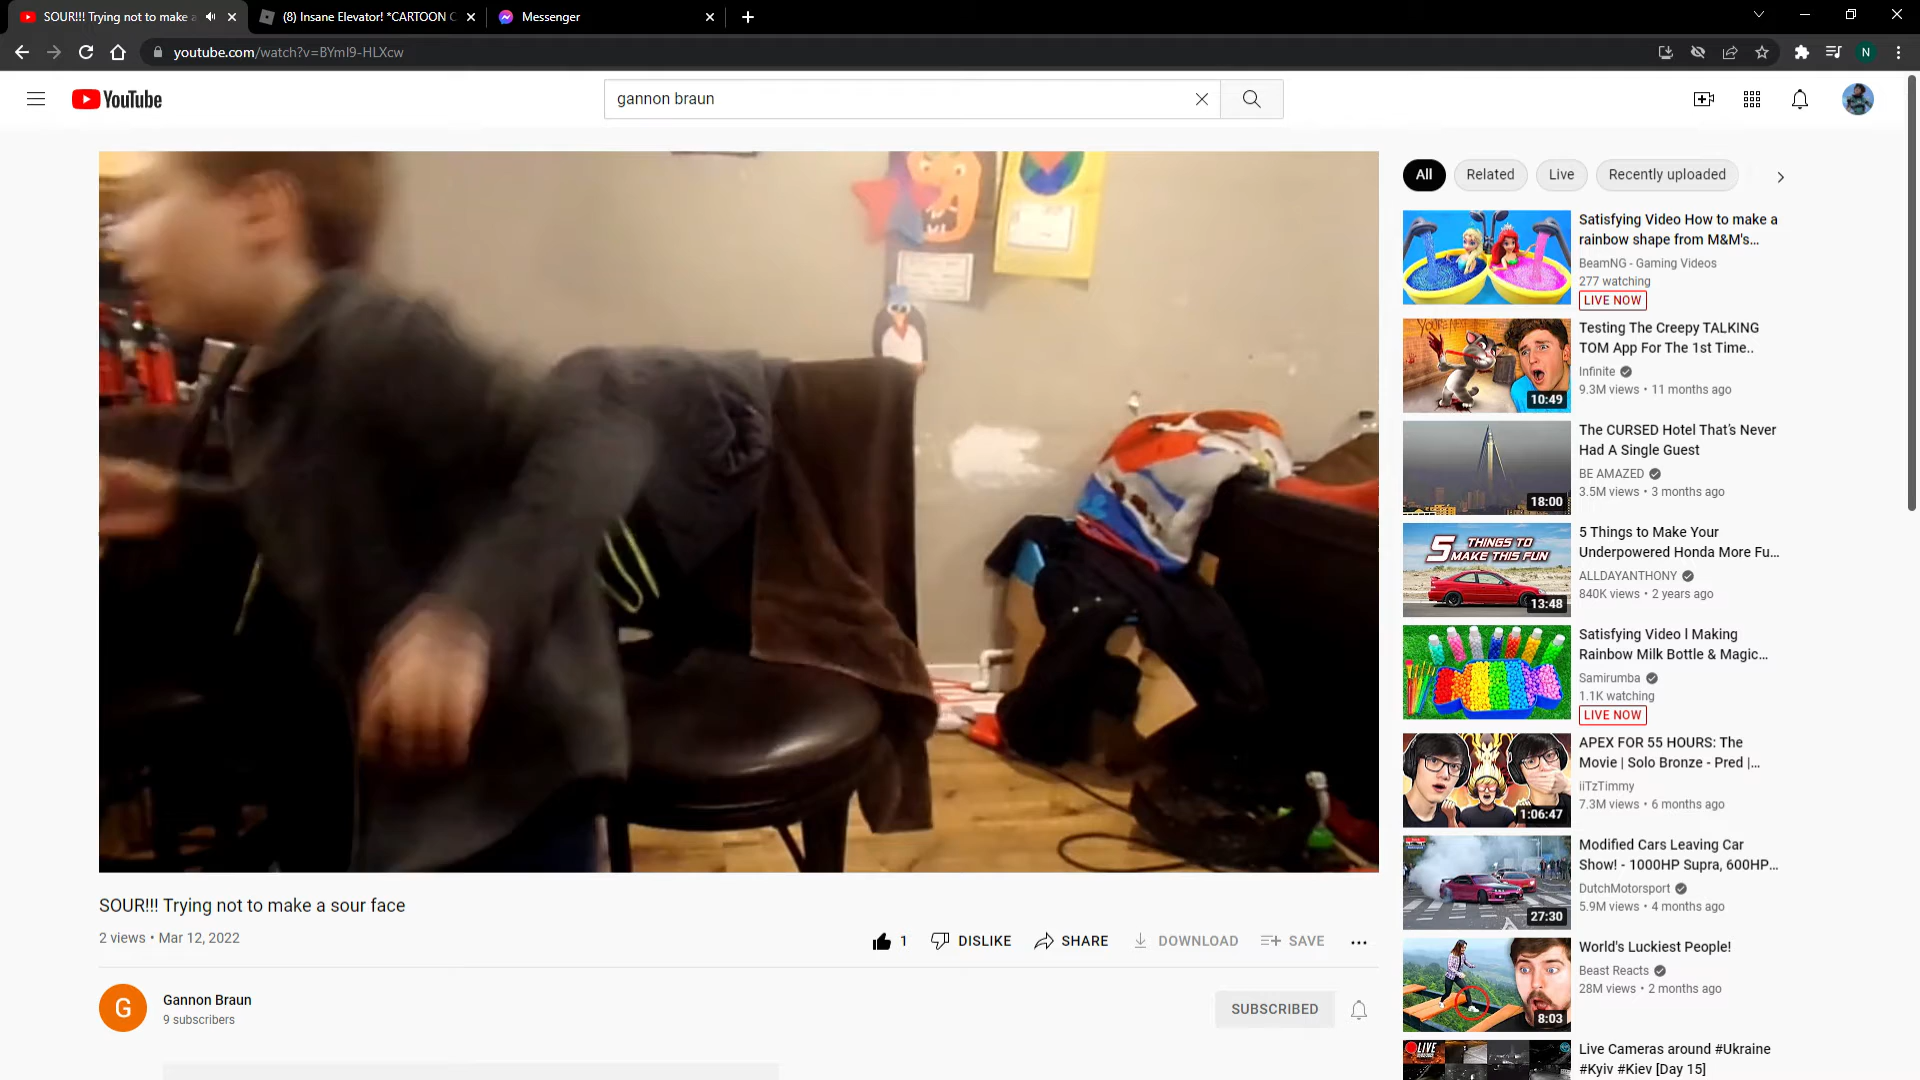 SOUR!!! Trying not to make a
(8) Insane Elevator! *CARTOON C
Messenger
youtube.com/watch?v=BYmI9-HLXcw
N
YouTube
gannon braun
All
Related
Live
Recently uploaded
Satisfying Video How to make a
rainbow shape from M&M's...
BeamNG - Gaming Videos
277 watching
LIVE NOW
Testing The Creepy TALKING
TOM App For The 1st Time..
Infinite
9.3M views • 11 months ago
10:49
The CURSED Hotel That's Never
Had A Single Guest
BE AMAZED
3.5M views • 3 months ago
18:00
5 THINGS TO
MAKE THIS FUN
5 Things to Make Your
Underpowered Honda More Fu...
ALLDAYANTHONY
840K views • 2 years ago
13:48
Satisfying Video l Making
Rainbow Milk Bottle & Magic...
Samirumba
1.1K watching
LIVE NOW
APEX FOR 55 HOURS: The
Movie | Solo Bronze - Pred |...
iiTzTimmy
7.3M views • 6 months ago
1:06:47
Modified Cars Leaving Car
Show! - 1000HP Supra, 600HP...
DutchMotorsport
5.9M views • 4 months ago
27:30
World's Luckiest People!
Beast Reacts
28M views • 2 months ago
8:03
LIVE
Live Cameras around #Ukraine
#Kyiv #Kiev [Day 15]
SOUR!!! Trying not to make a sour face
2 views • Mar 12, 2022
1
DISLIKE
SHARE
DOWNLOAD
SAVE
G
Gannon Braun
9 subscribers
SUBSCRIBED